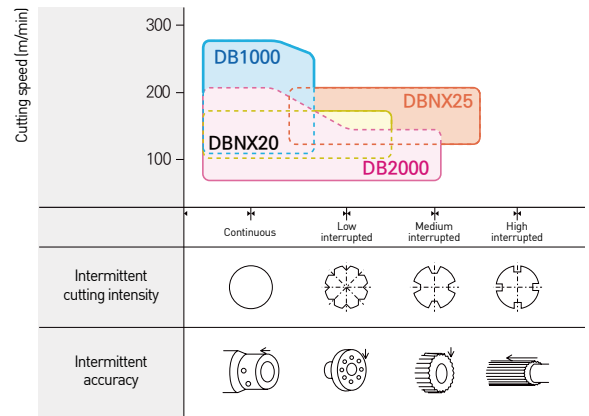 Cutting speed (m/min)
300
200
100
DB1000
DBNX25
DBNX20
DB2000
Continuous
Low
interrupted
Medium
interrupted
High
interrupted
Intermittent
cutting intensity
Intermittent
accuracy